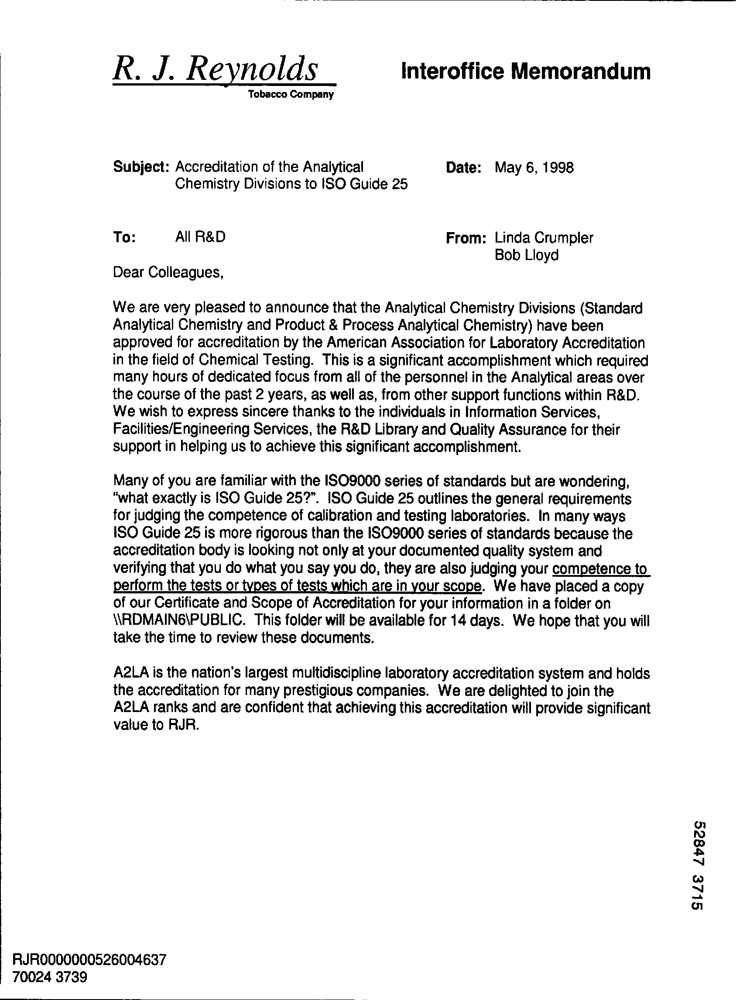 R. J. Reynolds
Tobacco Company
Interoffice Memorandum
Subject: Accreditation of the Analytical
Chemistry Divisions to ISO Guide 25
Date: May 6, 1998
To: All R&D
From: Linda Crumpler
Bob Lloyd
Dear Colleagues,
We are very pleased to announce that the Analytical Chemistry Divisions (Standard
Analytical Chemistry and Product & Process Analytical Chemistry) have been
approved for accreditation by the American Association for Laboratory Accreditation
in the field of Chemical Testing. This is a significant accomplishment which required
many hours of dedicated focus from all of the personnel in the Analytical areas over
the course of the past 2 years, as well as, from other support functions within R&D.
We wish to express sincere thanks to the individuals in Information Services,
Facilities/Engineering Services, the R&D Library and Quality Assurance for their
support in helping us to achieve this significant accomplishment.
Many of you are familiar with the ISO9000 series of standards but are wondering,
"what exactly is ISO Guide 25?". ISO Guide 25 outlines the general requirements
for judging the competence of calibration and testing laboratories. In many ways
ISO Guide 25 is more rigorous than the ISO9000 series of standards because the
accreditation body is looking not only at your documented quality system and
verifying that you do what you say you do, they are also judging your competence to
perform the tests or types of tests which are in your scope. We have placed a copy
of our Certificate and Scope of Accreditation for your information in a folder on
\\RDMAIN6\PUBLIC. This folder will be available for 14 days. We hope that you will
take the time to review these documents.
A2LA is the nation's largest multidiscipline laboratory accreditation system and holds
the accreditation for many prestigious companies. We are delighted to join the
A2LA ranks and are confident that achieving this accreditation will provide significant
value to RJR.
52847 3715
RJR0000000526004637
70024 3739